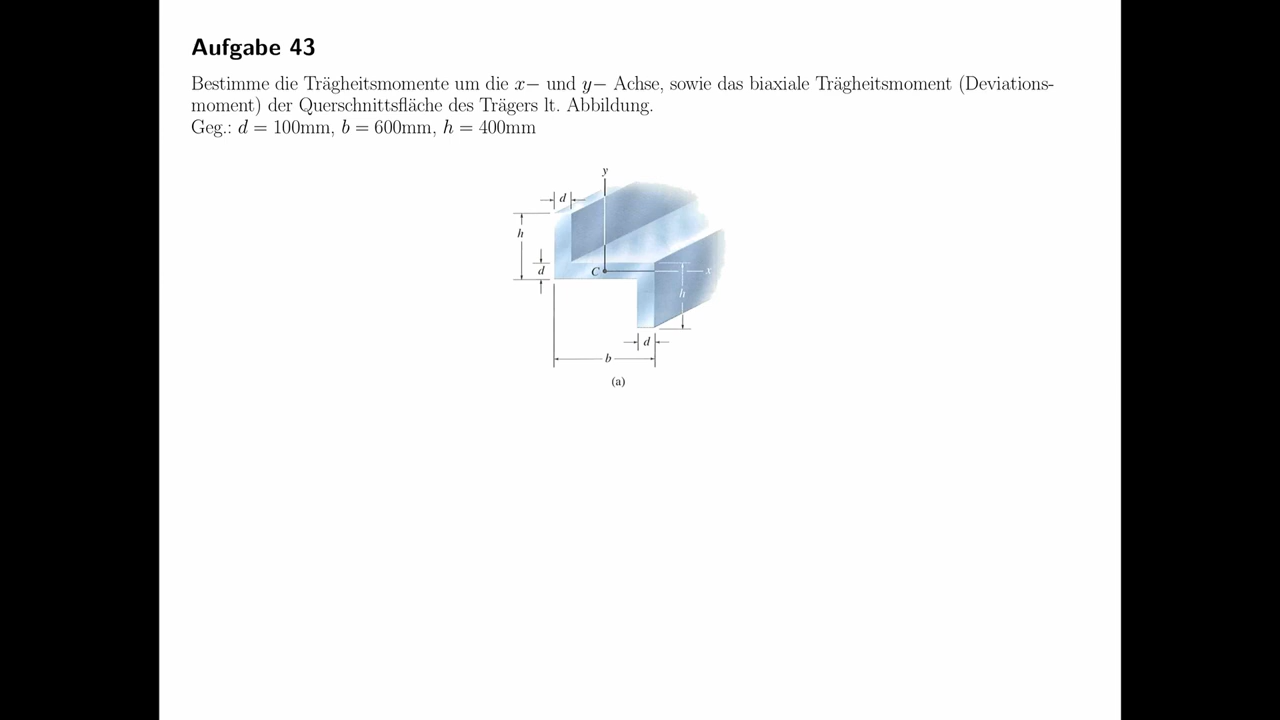 Aufgabe 43
Bestimme die Trägheitsmomente um die x− und y− Achse, sowie das biaxiale Trägheitsmoment (Deviations-
moment) der Querschnittsfläche des Trägers lt. Abbildung.
Geg.: d = 100mm, b = 600mm, h = 400mm
y
d
h
d
C
x
h
d
b
(a)